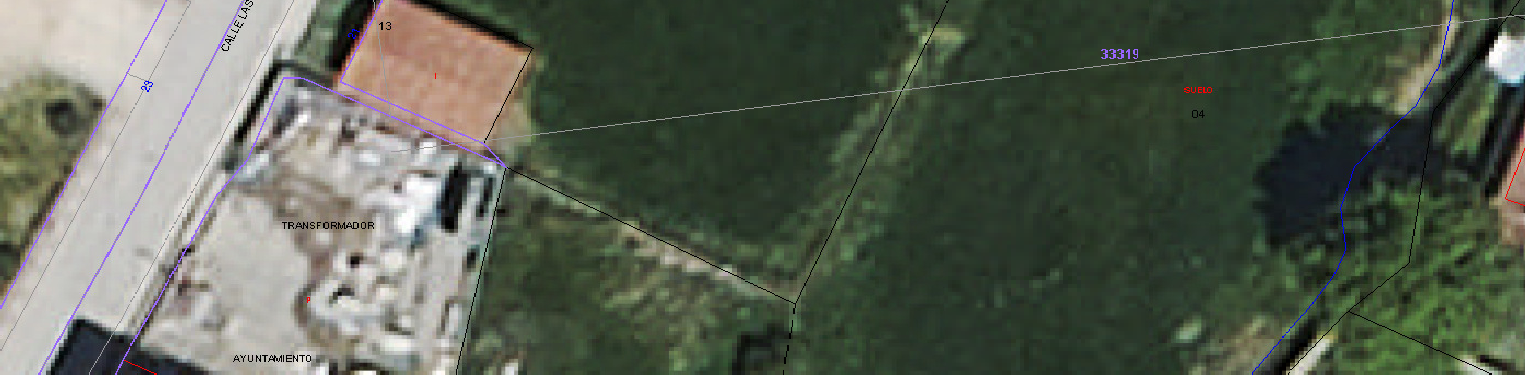 CALLE LAS
13
33319
SUELO
04
23
TRANSFORMADOR
AYUNTAMIENTO